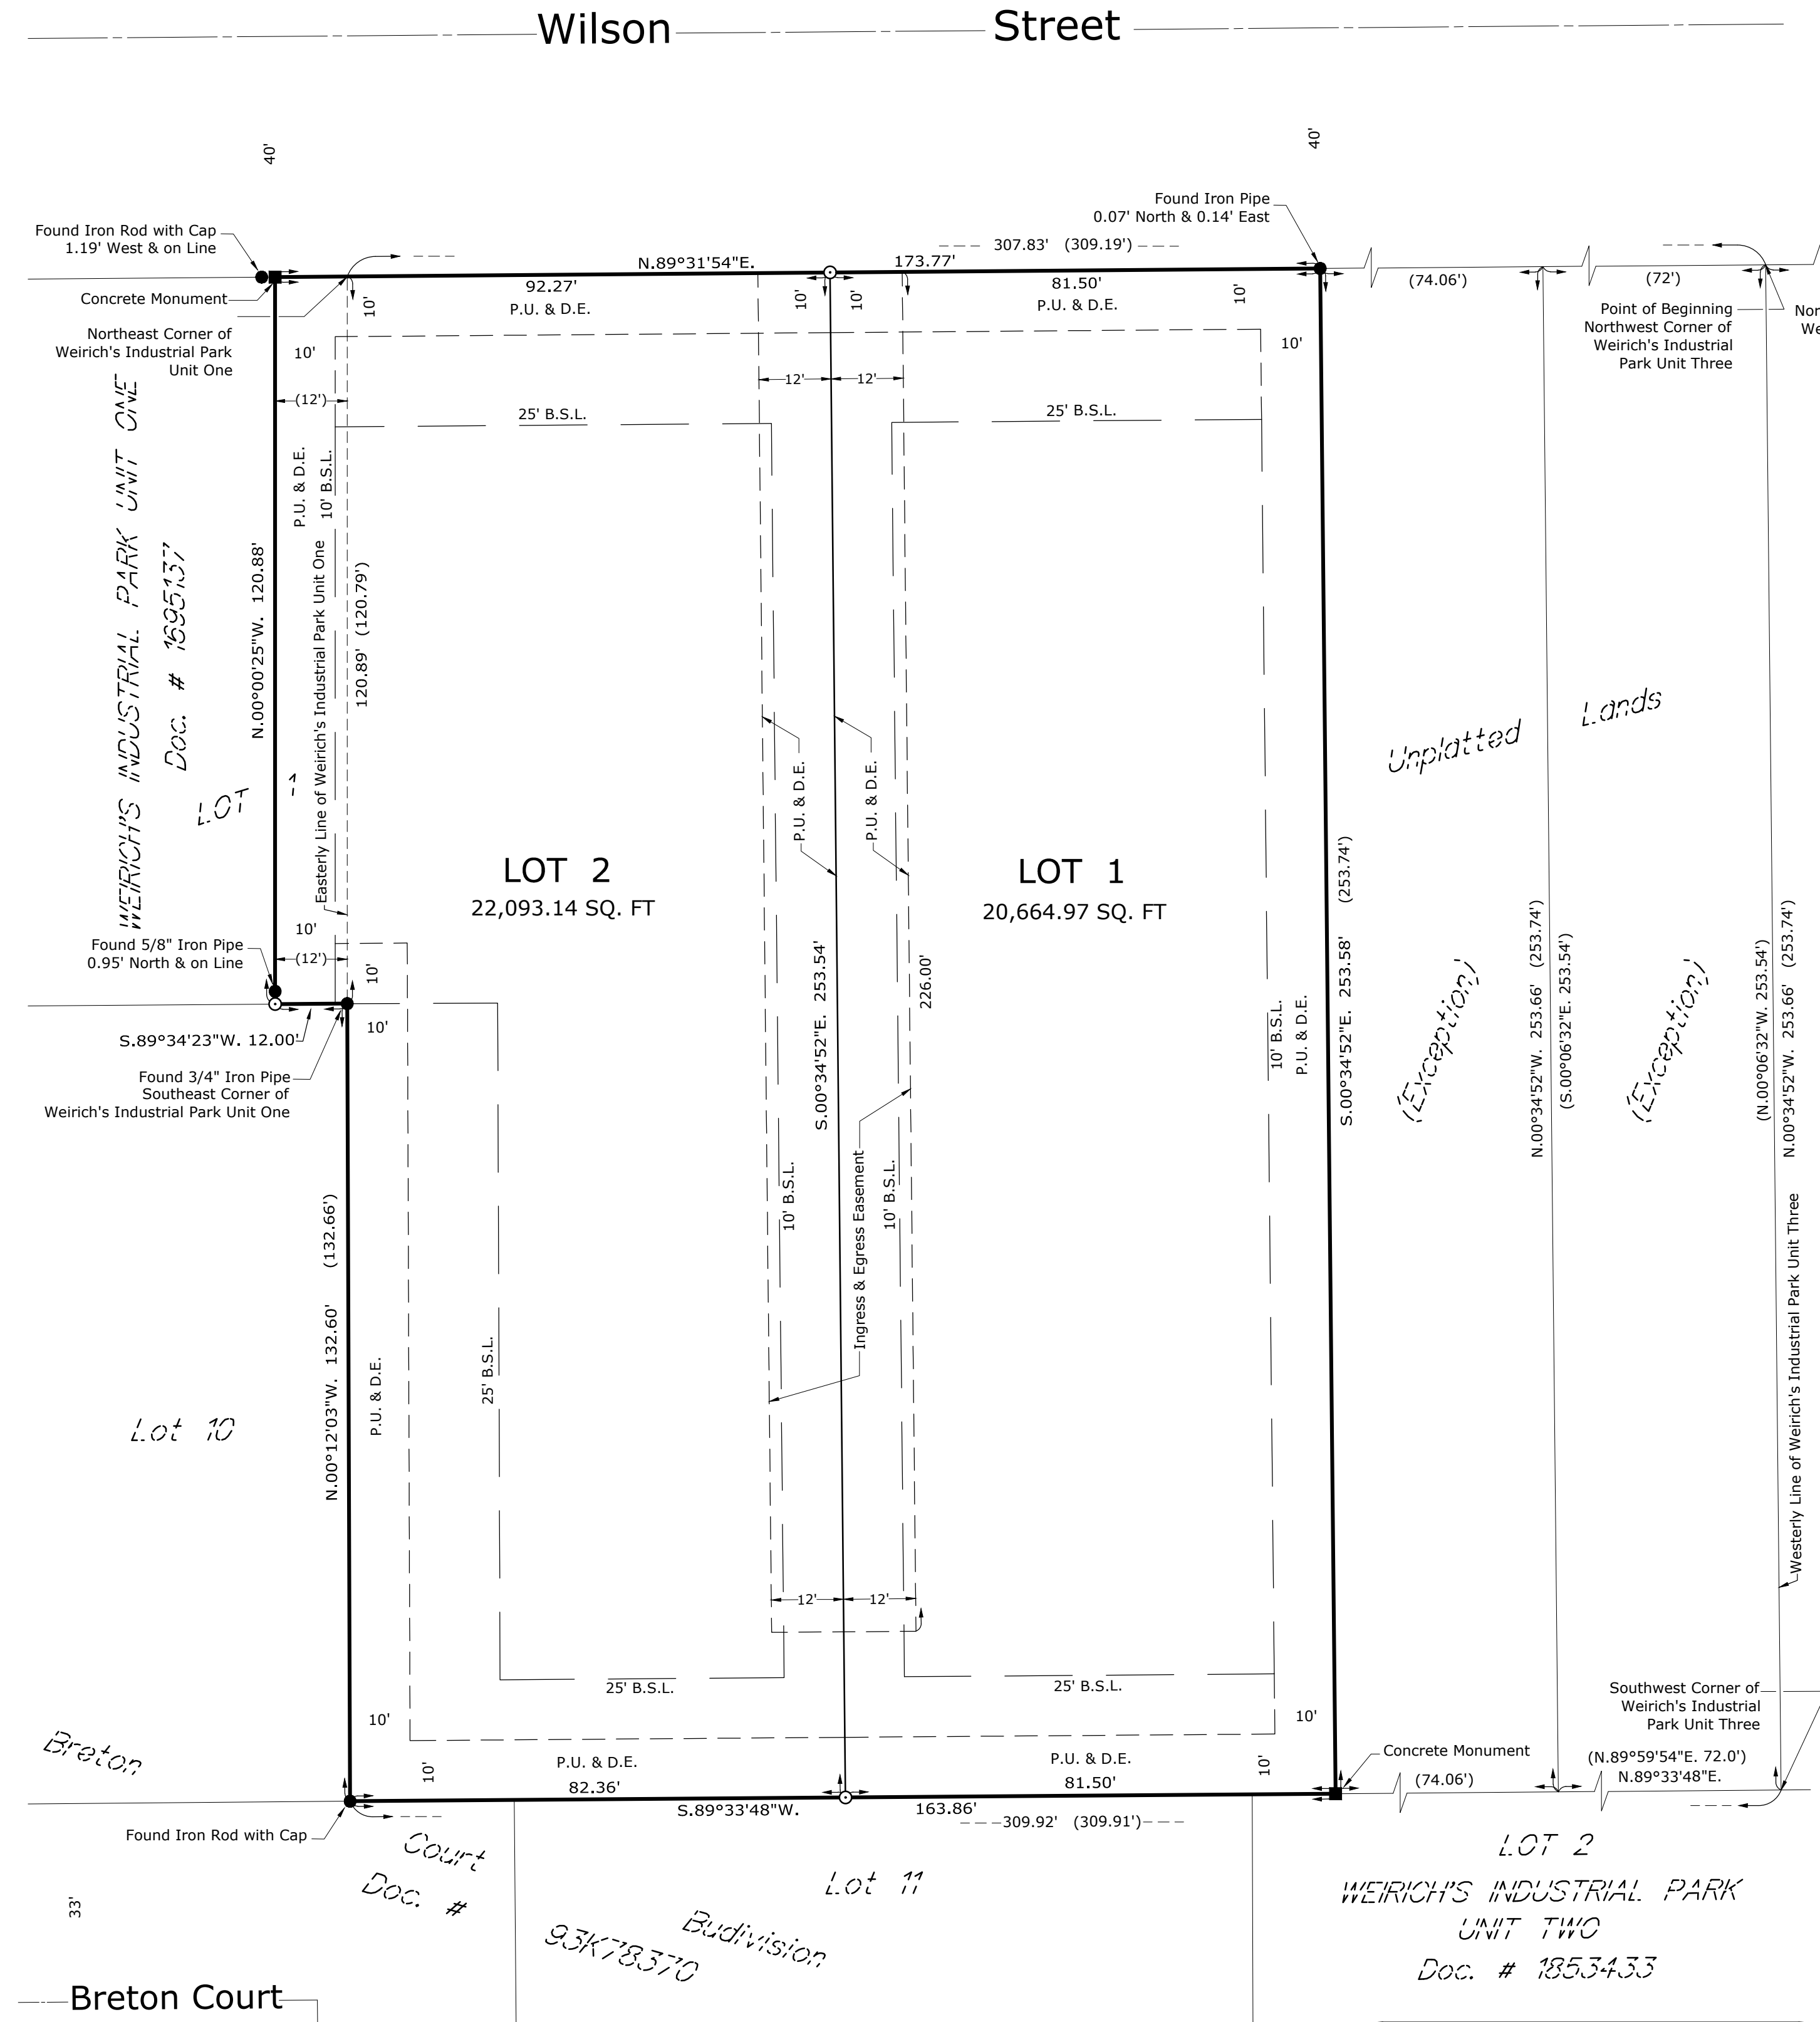 Wilson Street
40'
40'
Found Iron Pipe
0.07' North & 0.14' East
Found Iron Rod with Cap
1.19' West & on Line
307.83' (309.19')
N.89°31'54"E. 173.77'
92.27'
81.50'
(74.06')
(72')
Concrete Monument
P.U. & D.E.
P.U. & D.E.
10'
10'
10'
10'
Point of Beginning
Northwest Corner of
Weirich's Industrial
Park Unit Three
Nor
We
Northeast Corner of
Weirich's Industrial Park
Unit One
10'
10'
12'
12'
(12')
25' B.S.L.
25' B.S.L.
WEIRICH'S INDUSTRIAL PARK UNIT ONE
Doc. # 1695137
LOT 1
N.00°00'25"W. 120.88'
P.U. & D.E.
10' B.S.L.
Easterly Line of Weirich's Industrial Park Unit One
120.89' (120.79')
P.U. & D.E.
P.U. & D.E.
Unplatted Lands
LOT 2
22,093.14 SQ. FT
LOT 1
20,664.97 SQ. FT
10'
Found 5/8" Iron Pipe
0.95' North & on Line
(12')
10'
10'
S.89°34'23"W. 12.00'
Found 3/4" Iron Pipe
Southeast Corner of
Weirich's Industrial Park Unit One
S.00°34'52"E. 253.54'
226.00'
10' B.S.L.
10' B.S.L.
Ingress & Egress Easement
10' B.S.L.
P.U. & D.E.
S.00°34'52"E. 253.58' (253.74')
(Exception)
N.00°34'52"W. 253.66' (253.74')
(S.00°06'32"E. 253.54')
(Exception)
(N.00°06'32"W. 253.54')
N.00°34'52"W. 253.66' (253.74')
Westerly Line of Weirich's Industrial Park Unit Three
N.00°12'03"W. 132.60' (132.66')
P.U. & D.E.
25' B.S.L.
Lot 10
12'
12'
25' B.S.L.
25' B.S.L.
10'
10'
10'
10'
Southwest Corner of
Weirich's Industrial
Park Unit Three
P.U. & D.E.
P.U. & D.E.
Concrete Monument
(N.89°59'54"E. 72.0')
N.89°33'48"E.
82.36'
81.50'
(74.06')
S.89°33'48"W. 163.86'
309.92' (309.91')
Found Iron Rod with Cap
Breton
Court
Doc. #
93K78370
Budivision
Lot 11
LOT 2
WEIRICH'S INDUSTRIAL PARK
UNIT TWO
Doc. # 1853433
33'
Breton Court